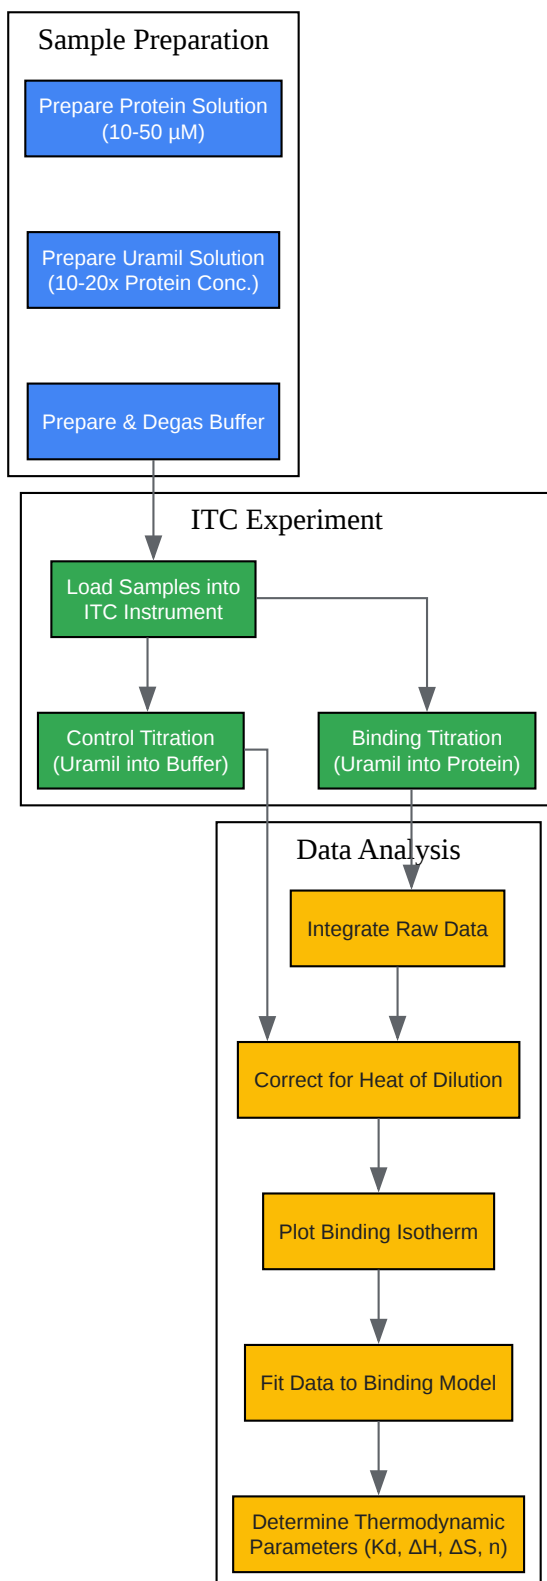 Sample Preparation
Prepare Protein Solution
(10-50 µM)
Prepare Uramil Solution
(10-20x Protein Conc.)
Prepare & Degas Buffer
ITC Experiment
Load Samples into
ITC Instrument
Control Titration
(Uramil into Buffer)
Binding Titration
(Uramil into Protein)
Data Analysis
Integrate Raw Data
Correct for Heat of Dilution
Plot Binding Isotherm
Fit Data to Binding Model
Determine Thermodynamic
Parameters (Kd, ΔH, ΔS, n)